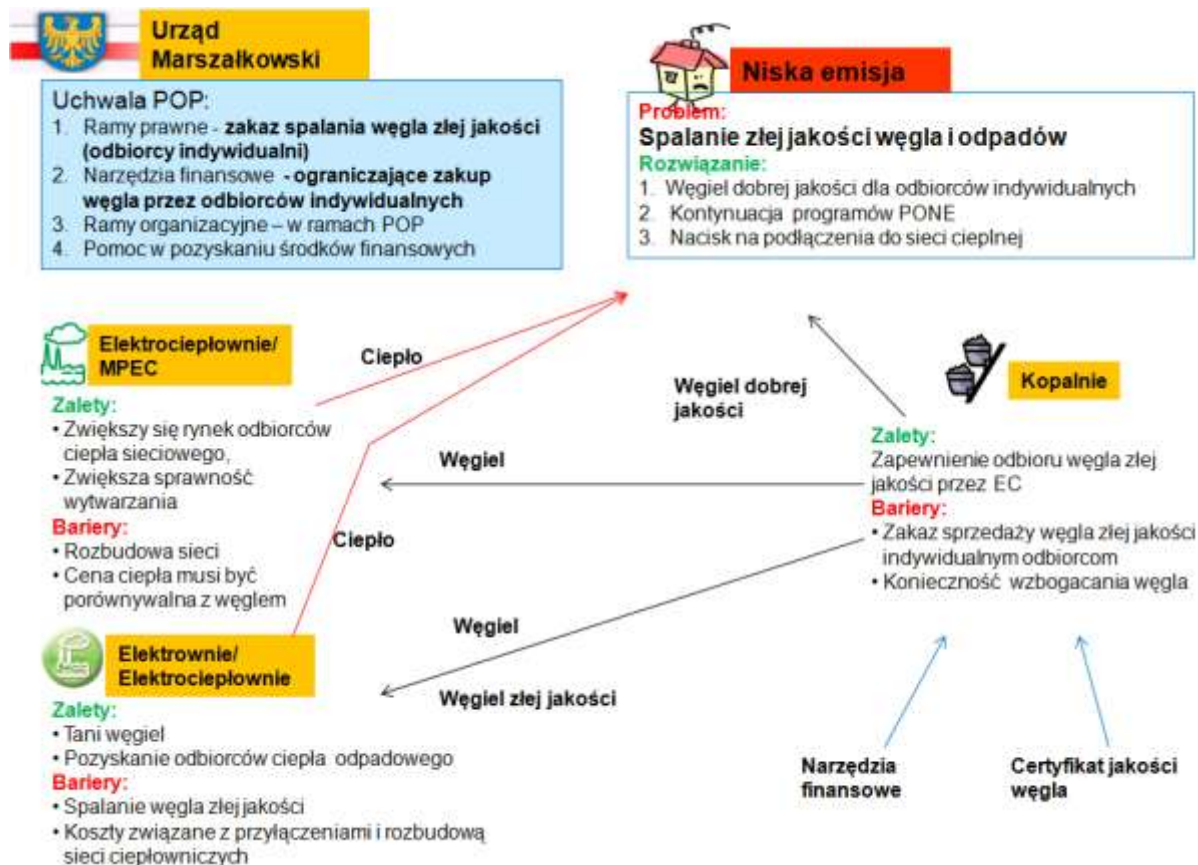 Urząd
Marszałkowski
Uchwala POP:
1. Ramy prawne - zakaz spalania węgla złej jakości
(odbiorcy indywidualni)
2. Narzędzia finansowe - ograniczające zakup
węgla przez odbiorców indywidualnych
3. Ramy organizacyjne – w ramach POP
4. Pomoc w pozyskaniu środków finansowych
Niska emisja
Problem:
Spalanie złej jakości węgla i odpadów
Rozwiązanie:
1. Węgiel dobrej jakości dla odbiorców indywidualnych
2. Kontynuacja programów PONE
3. Nacisk na podłączenia do sieci cieplnej
Elektrociepłownie/
MPEC
Zalety:
• Zwiększy się rynek odbiorców
ciepła sieciowego,
• Zwiększa sprawność
wytwarzania
Bariery:
• Rozbudowa sieci
• Cena ciepła musi być
porównywalna z węglem
Ciepło
Węgiel dobrej
jakości
Węgiel
Ciepło
Węgiel
Węgiel złej jakości
Kopalnie
Zalety:
Zapewnienie odbioru węgla złej
jakości przez EC
Bariery:
• Zakaz sprzedaży węgla złej jakości
indywidualnym odbiorcom
• Konieczność wzbogacania węgla
Elektrownie/
Elektrociepłownie
Zalety:
• Tani węgiel
• Pozyskanie odbiorców ciepła odpadowego
Bariery:
• Spalanie węgla złej jakości
• Koszty związane z przyłączeniami i rozbudową
sieci ciepłowniczych
Narzędzia
finansowe
Certyfikat jakości
węgla